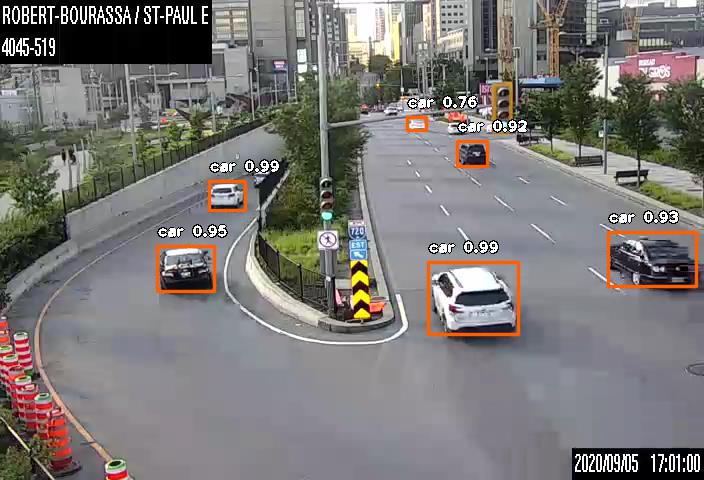 ROBERT-BOURASSA / ST-PAUL E
4045-519
car 0.76
car 0.92
car 0.99
car 0.93
car 0.95
car 0.99
720
EST
2020/09/05 17:01:00